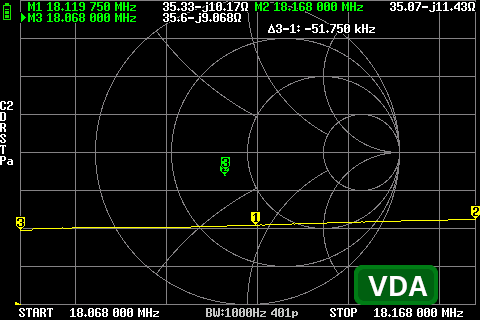 M1 18.119 750 MHz 35.33-j10.17Ω M2 18.168 000 MHz 35.07-j11.43Ω
▶M3 18.068 000 MHz 35.6-j9.068Ω
Δ3-1: -51.750 kHz
C2
D
R
S
T
Pa
3
3
1
2
VDA
START 18.068 000 MHz BW:1000Hz 401p STOP 18.168 000 MHz